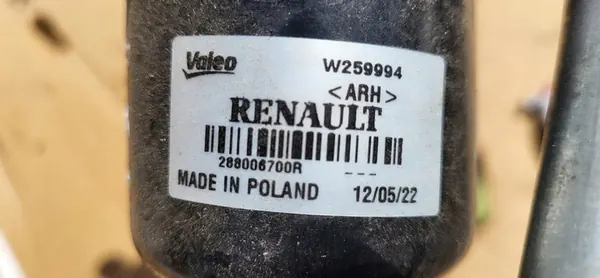 Valeo W259994
<ARH>
RENAULT
288006700R
---
MADE IN POLAND 12/05/22